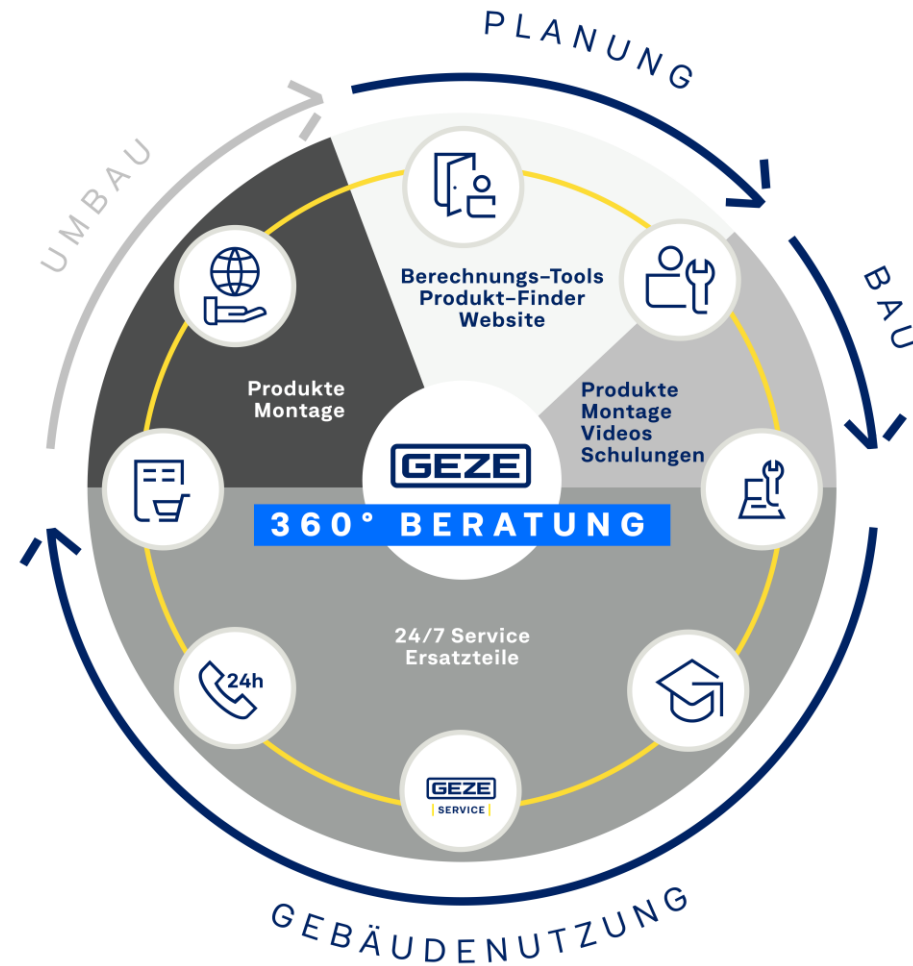 PLANUNG
UMBAU
BAU
Berechnungs-Tools
Produkt-Finder
Website
Produkte
Montage
Produkte
Montage
Videos
Schulungen
GEZE
360° BERATUNG
24/7 Service
Ersatzteile
24h
GEZE
SERVICE
GEBÄUDENUTZUNG